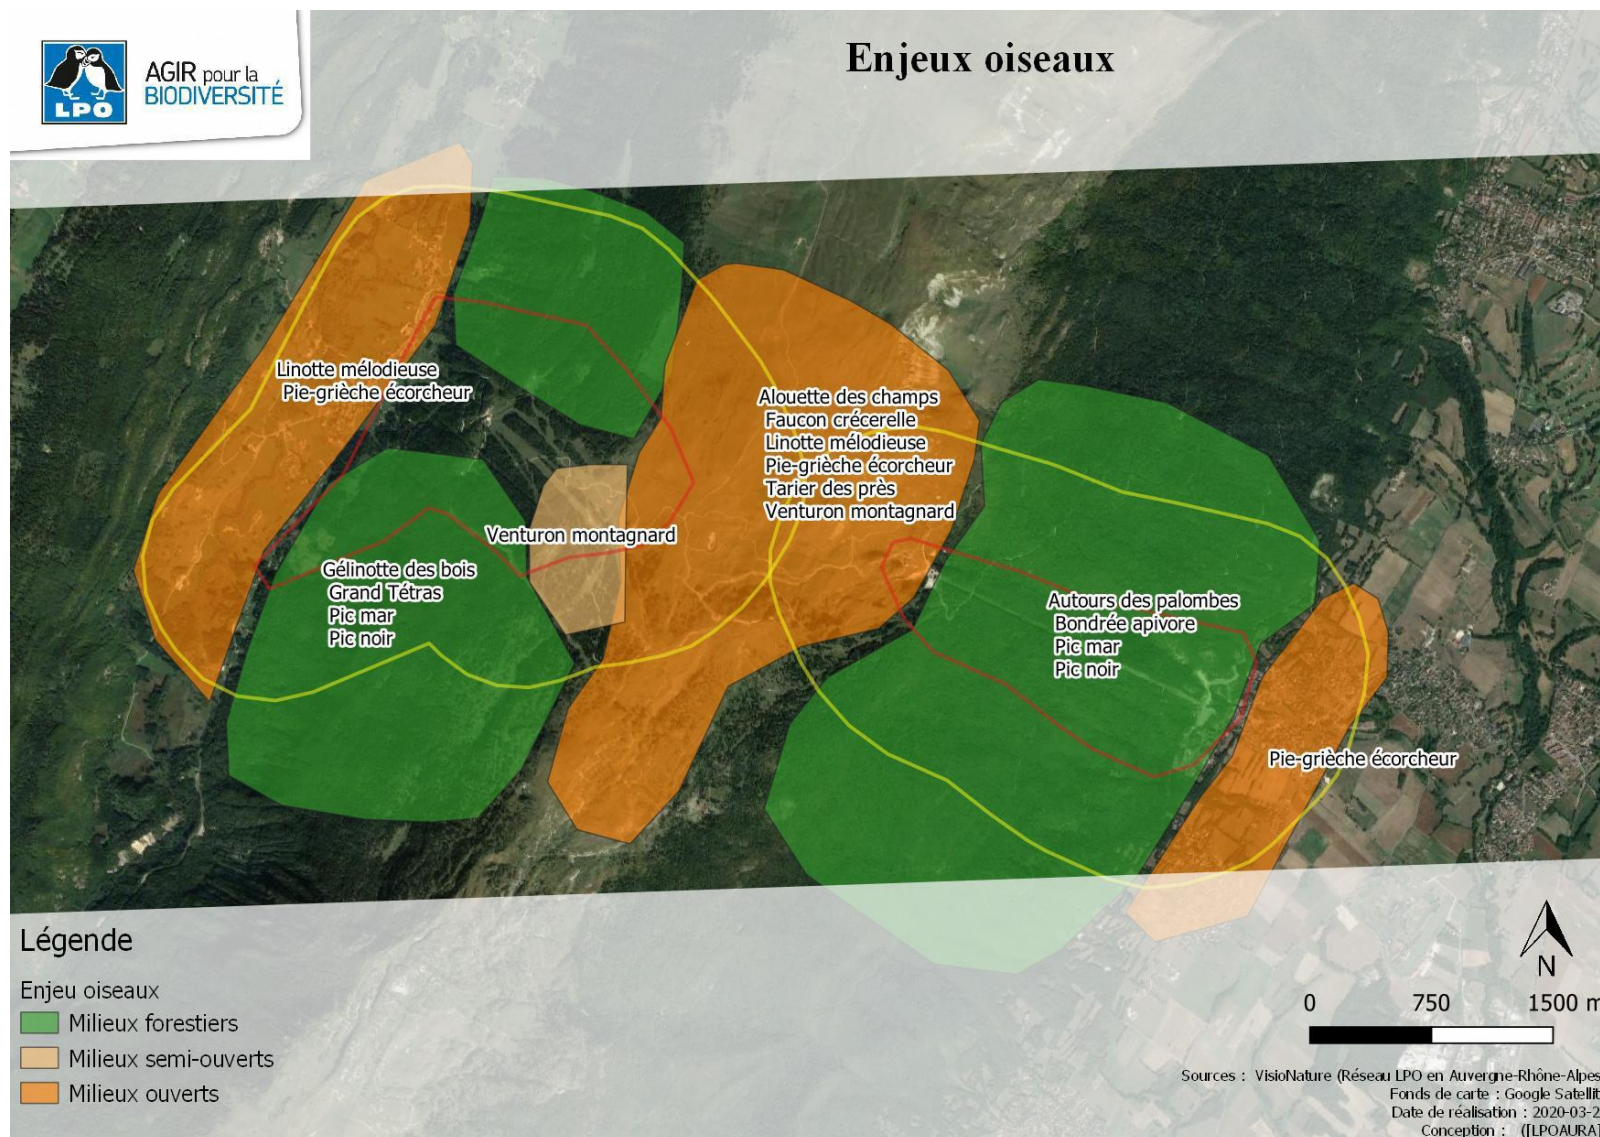 LPO
AGIR pour la
BIODIVERSITÉ
Enjeux oiseaux
Linotte mélodieuse
Pie-grièche écorcheur
Alouette des champs
Faucon crécerelle
Linotte mélodieuse
Pie-grièche écorcheur
Tarier des près
Venturon montagnard
Venturon montagnard
Gélinotte des bois
Grand Tétras
Pic mar
Pic noir
Autours des palombes
Bondrée apivore
Pic mar
Pic noir
Pie-grièche écorcheur
Légende
Enjeu oiseaux
Milieux forestiers
Milieux semi-ouverts
Milieux ouverts
N
0 750 1500 m
Sources : VisioNature (Réseau LPO en Auvergne-Rhône-Alpes
Fonds de carte : Google Satellit
Date de réalisation : 2020-03-2
Conception : ([LPOAURA]